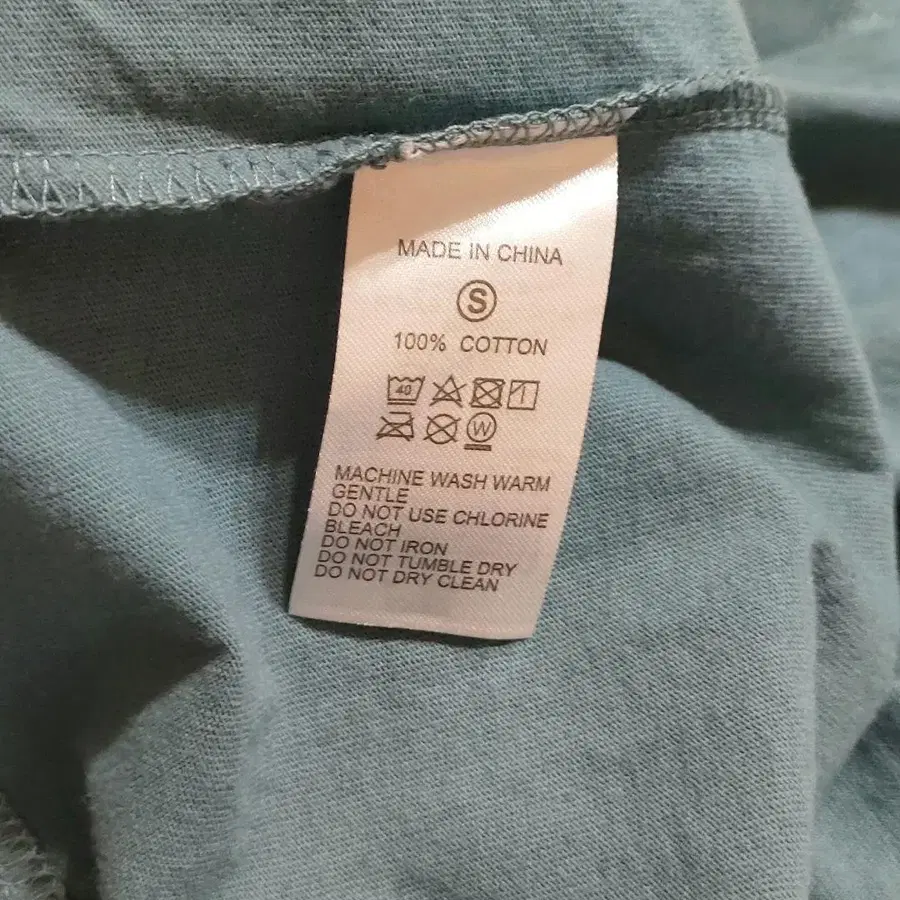 MADE IN CHINA
S
100% COTTON
40
W
MACHINE WASH WARM
GENTLE
DO NOT USE CHLORINE
BLEACH
DO NOT IRON
DO NOT TUMBLE DRY
DO NOT DRY CLEAN